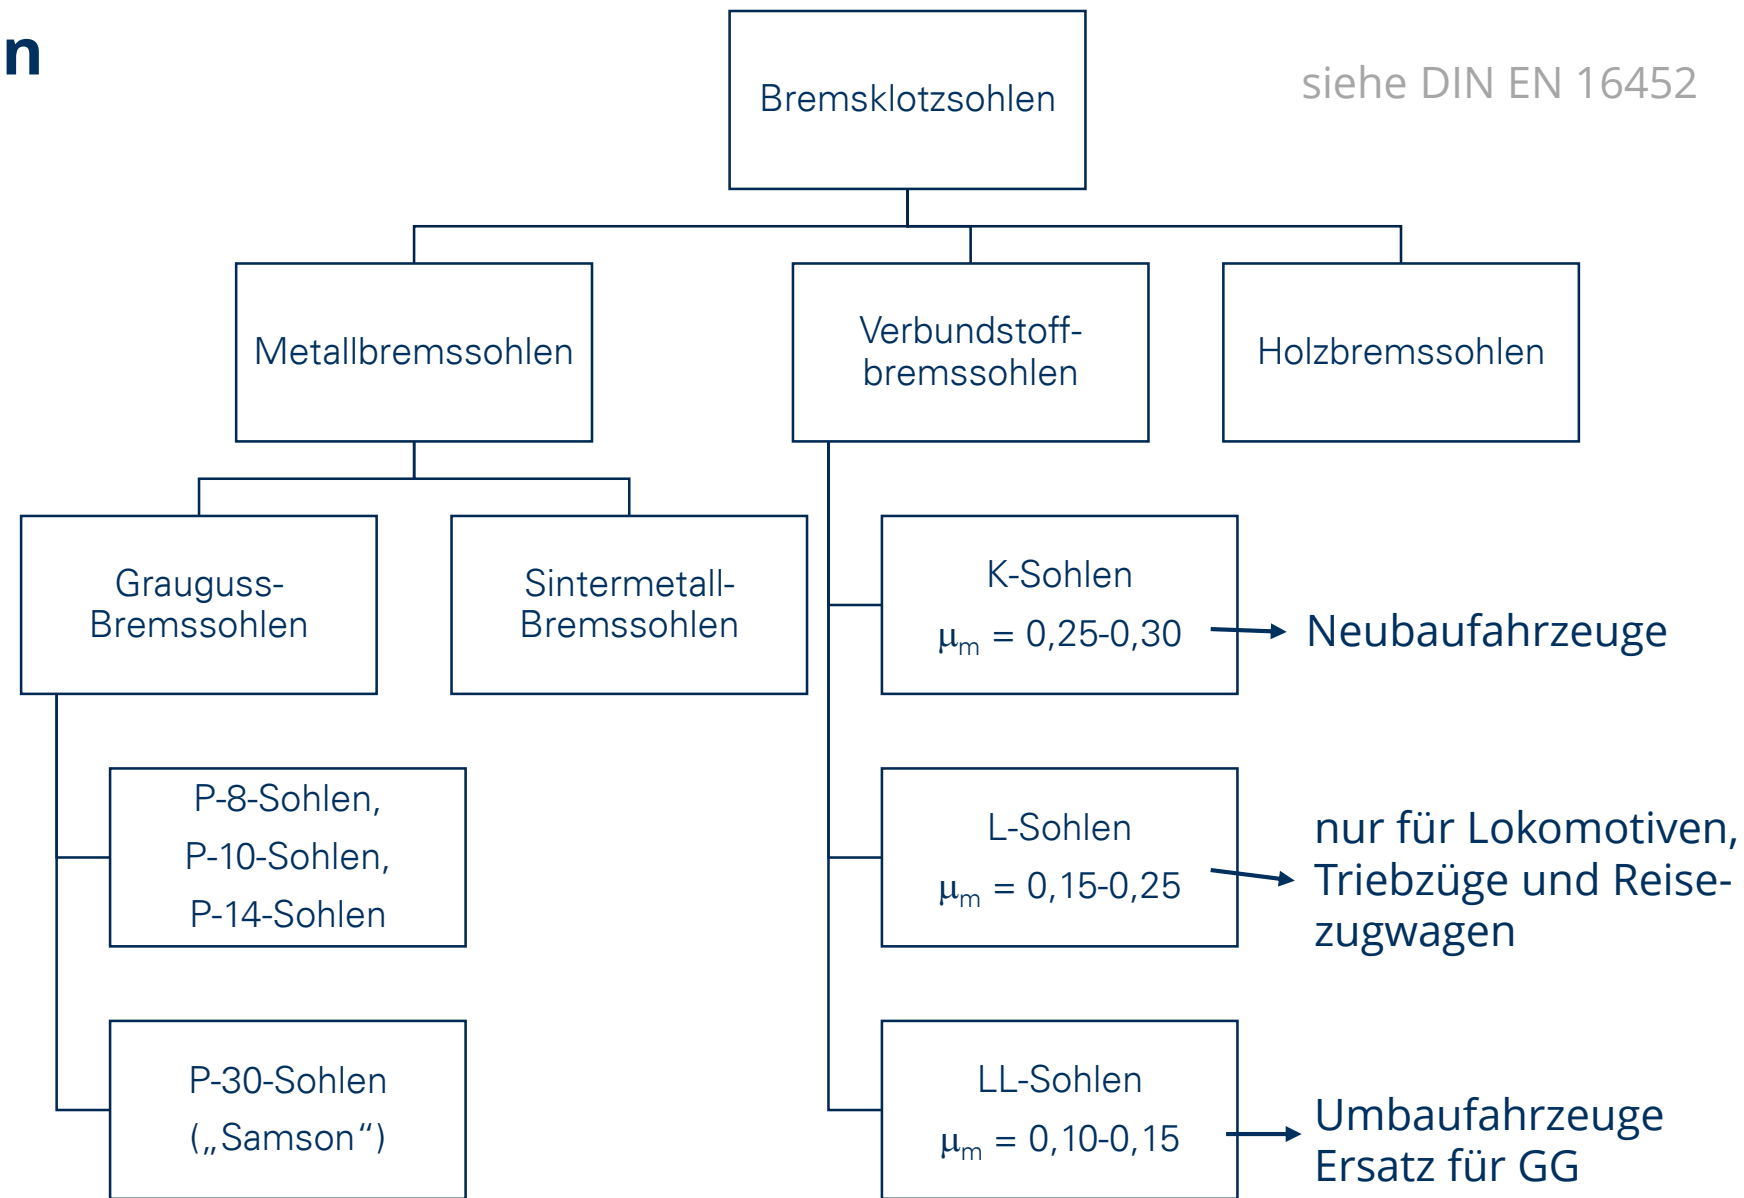 n
siehe DIN EN 16452
Bremsklotzsohlen
Metallbremssohlen
Verbundstoff-
bremssohlen
Holzbremssohlen
Grauguss-
Bremssohlen
Sintermetall-
Bremssohlen
P-8-Sohlen,
P-10-Sohlen,
P-14-Sohlen
P-30-Sohlen
(„Samson“)
K-Sohlen
μm = 0,25-0,30
Neubaufahrzeuge
L-Sohlen
μm = 0,15-0,25
nur für Lokomotiven,
Triebzüge und Reise-
zugwagen
LL-Sohlen
μm = 0,10-0,15
Umbaufahrzeuge
Ersatz für GG